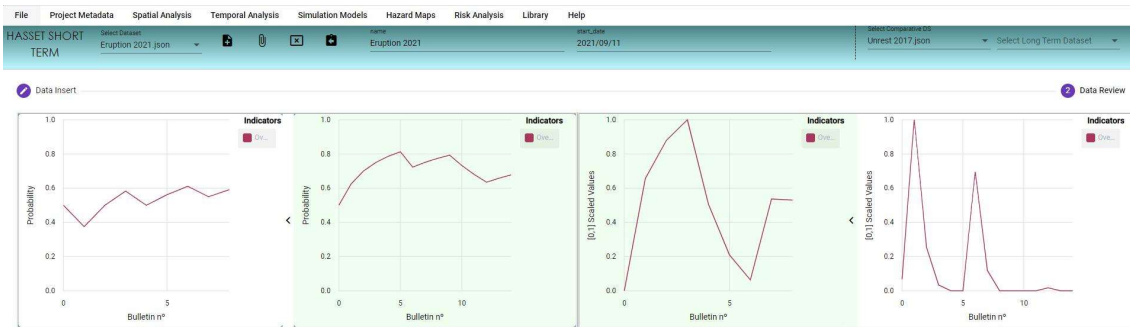 File Project Metadata Spatial Analysis Temporal Analysis Simulation Models Hazard Maps Risk Analysis Library Help
HASSET SHORT TERM
Select Dataset
Eruption 2021.json
name
Eruption 2021
start_date
2021/09/11
Select Comparative DS
Unrest 2017.json
Select Long Term Dataset
Data Insert
2 Data Review
Probability
1.0
0.8
0.6
0.4
0.2
0.0
0 5
Bulletin nº
Indicators
Ov...
Probability
1.0
0.8
0.6
0.4
0.2
0.0
0 5 10
Bulletin nº
Indicators
Ove...
[0,1] Scaled Values
1.0
0.8
0.6
0.4
0.2
0.0
0 5
Bulletin nº
Indicators
Ove...
[0,1] Scaled Values
1.0
0.8
0.6
0.4
0.2
0.0
0 5 10
Bulletin nº
Indicators
Ove...